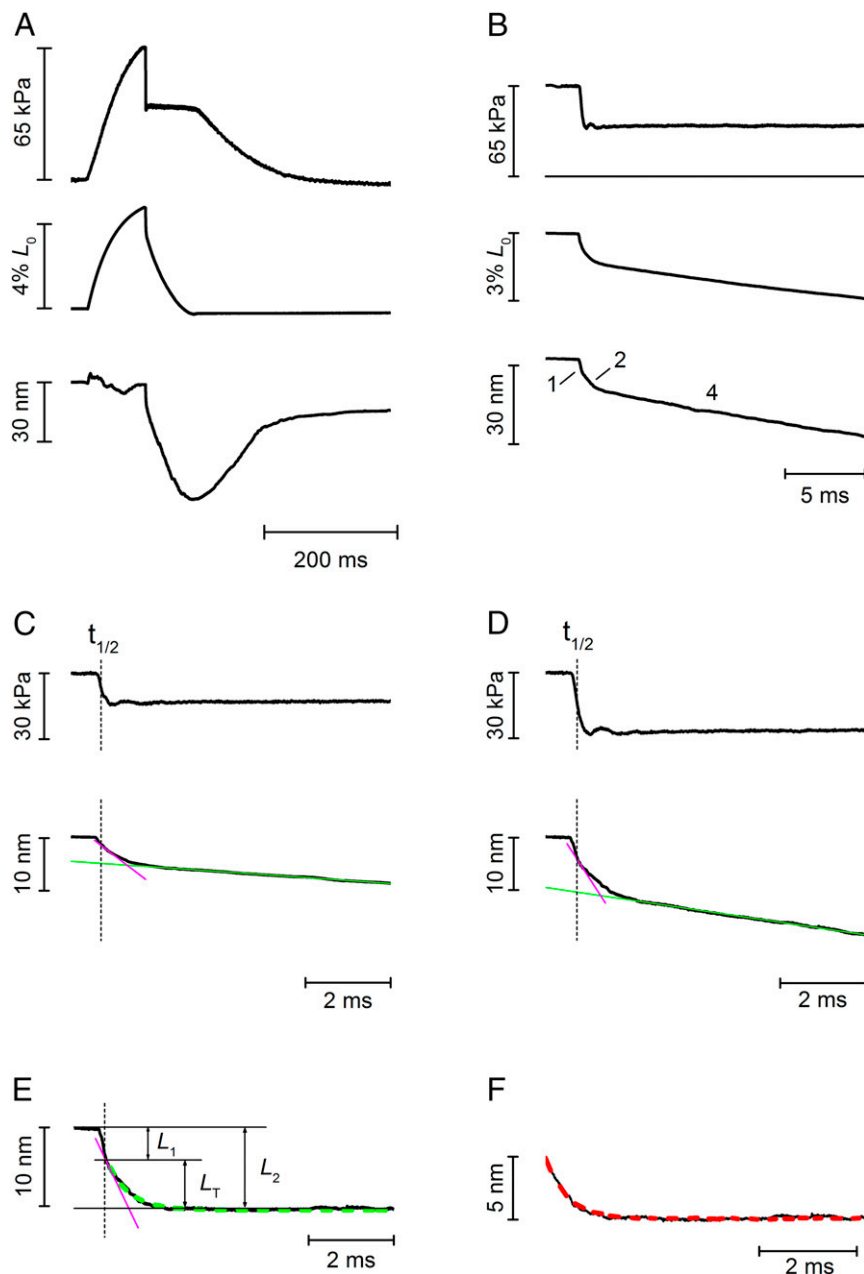 A
65 kPa
4% L0
30 nm
200 ms
B
65 kPa
3% L0
30 nm
1
2
4
5 ms
C
t1/2
30 kPa
10 nm
2 ms
D
t1/2
30 kPa
10 nm
2 ms
E
10 nm
L1
LT
L2
2 ms
F
5 nm
2 ms